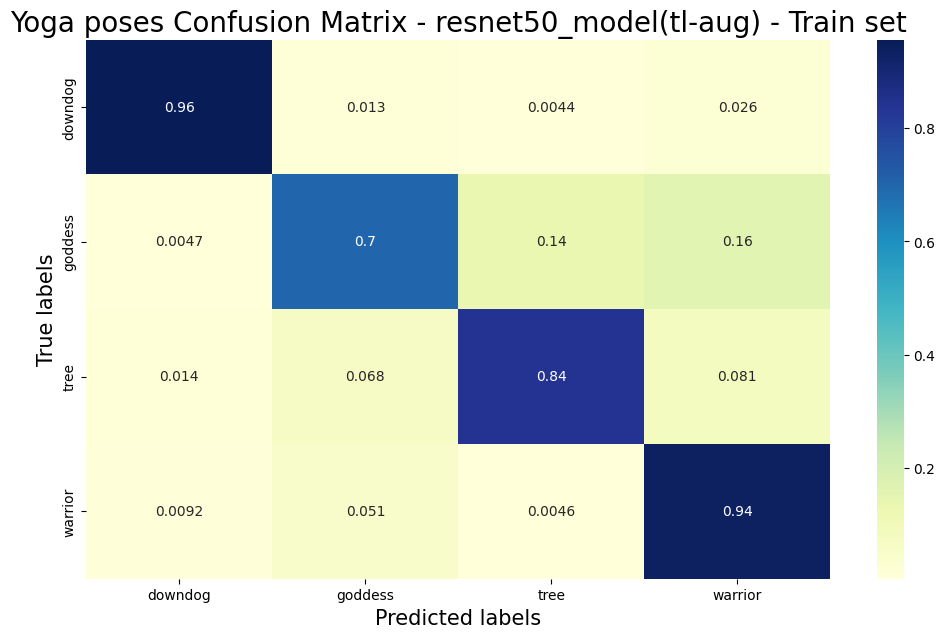 Yoga poses Confusion Matrix - resnet50_model(tl-aug) - Train set
True labels
downdog
0.96 0.013 0.0044 0.026
goddess
0.0047 0.7 0.14 0.16
tree
0.014 0.068 0.84 0.081
warrior
0.0092 0.051 0.0046 0.94
downdog goddess tree warrior
Predicted labels
0.8
0.6
0.4
0.2